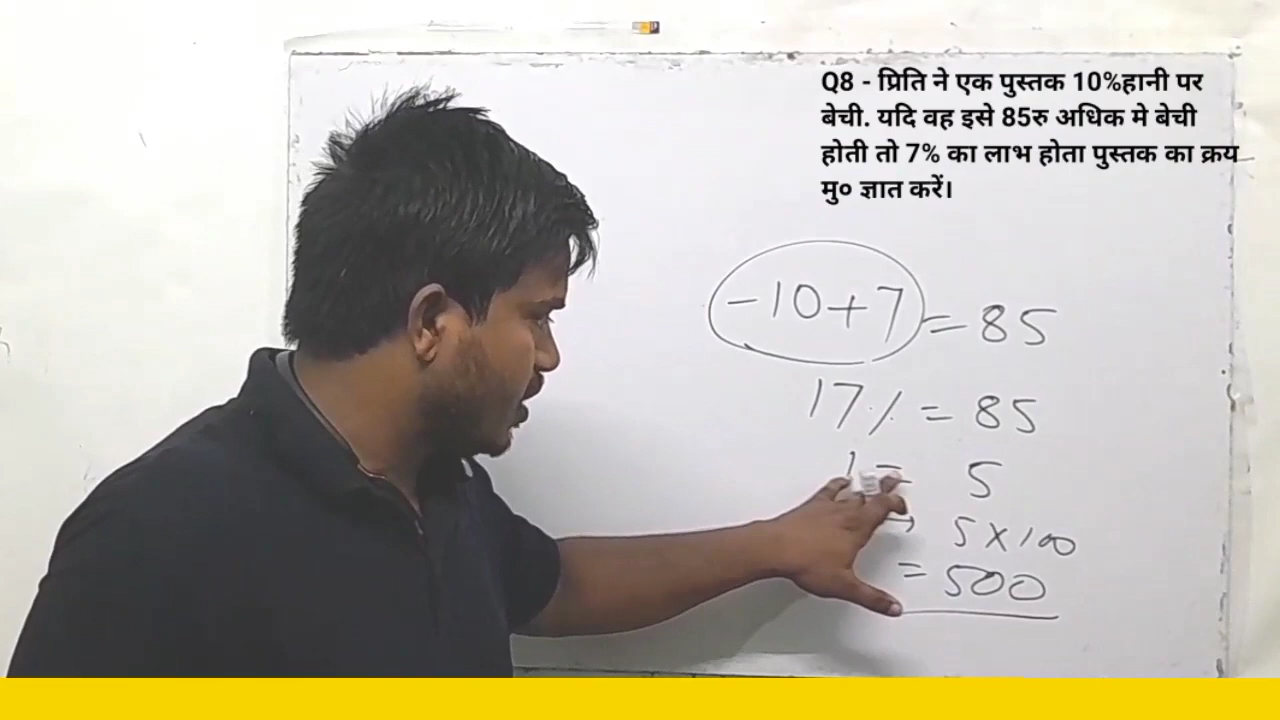 Q8 - प्रिति ने एक पुस्तक 10%हानी पर
बेची. यदि वह इसे 85रु अधिक मे बेची
होती तो 7% का लाभ होता पुस्तक का क्रय
मु० ज्ञात करें।
-10+7 = 85
17% = 85
1 = 5
→ 5×100
= 500